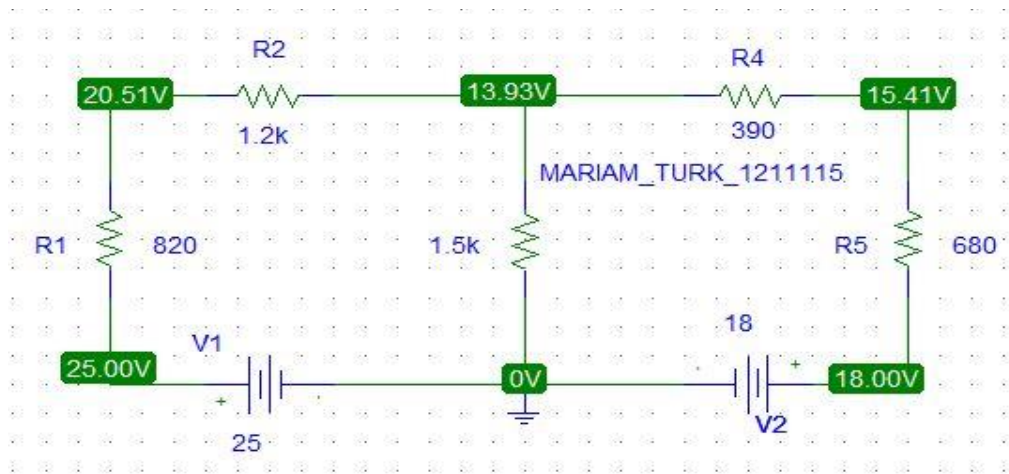 R2
R4
20.51V
13.93V
15.41V
1.2k
390
MARIAM_TURK_1211115
R1
820
1.5k
R5
680
V1
18
25.00V
0V
18.00V
+
+
25
V2